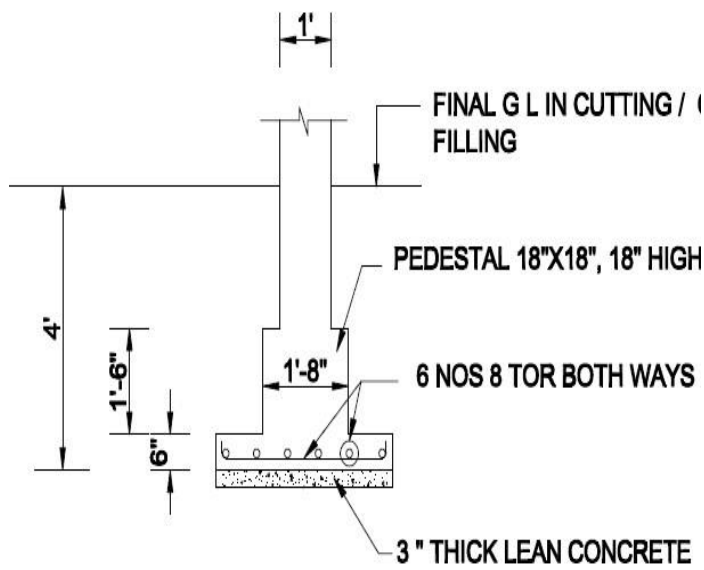 1'
FINAL G L IN CUTTING /
FILLING
PEDESTAL 18"X18", 18" HIGH
4'
1'-6"
1'-8"
6 NOS 8 TOR BOTH WAYS
6"
3 " THICK LEAN CONCRETE